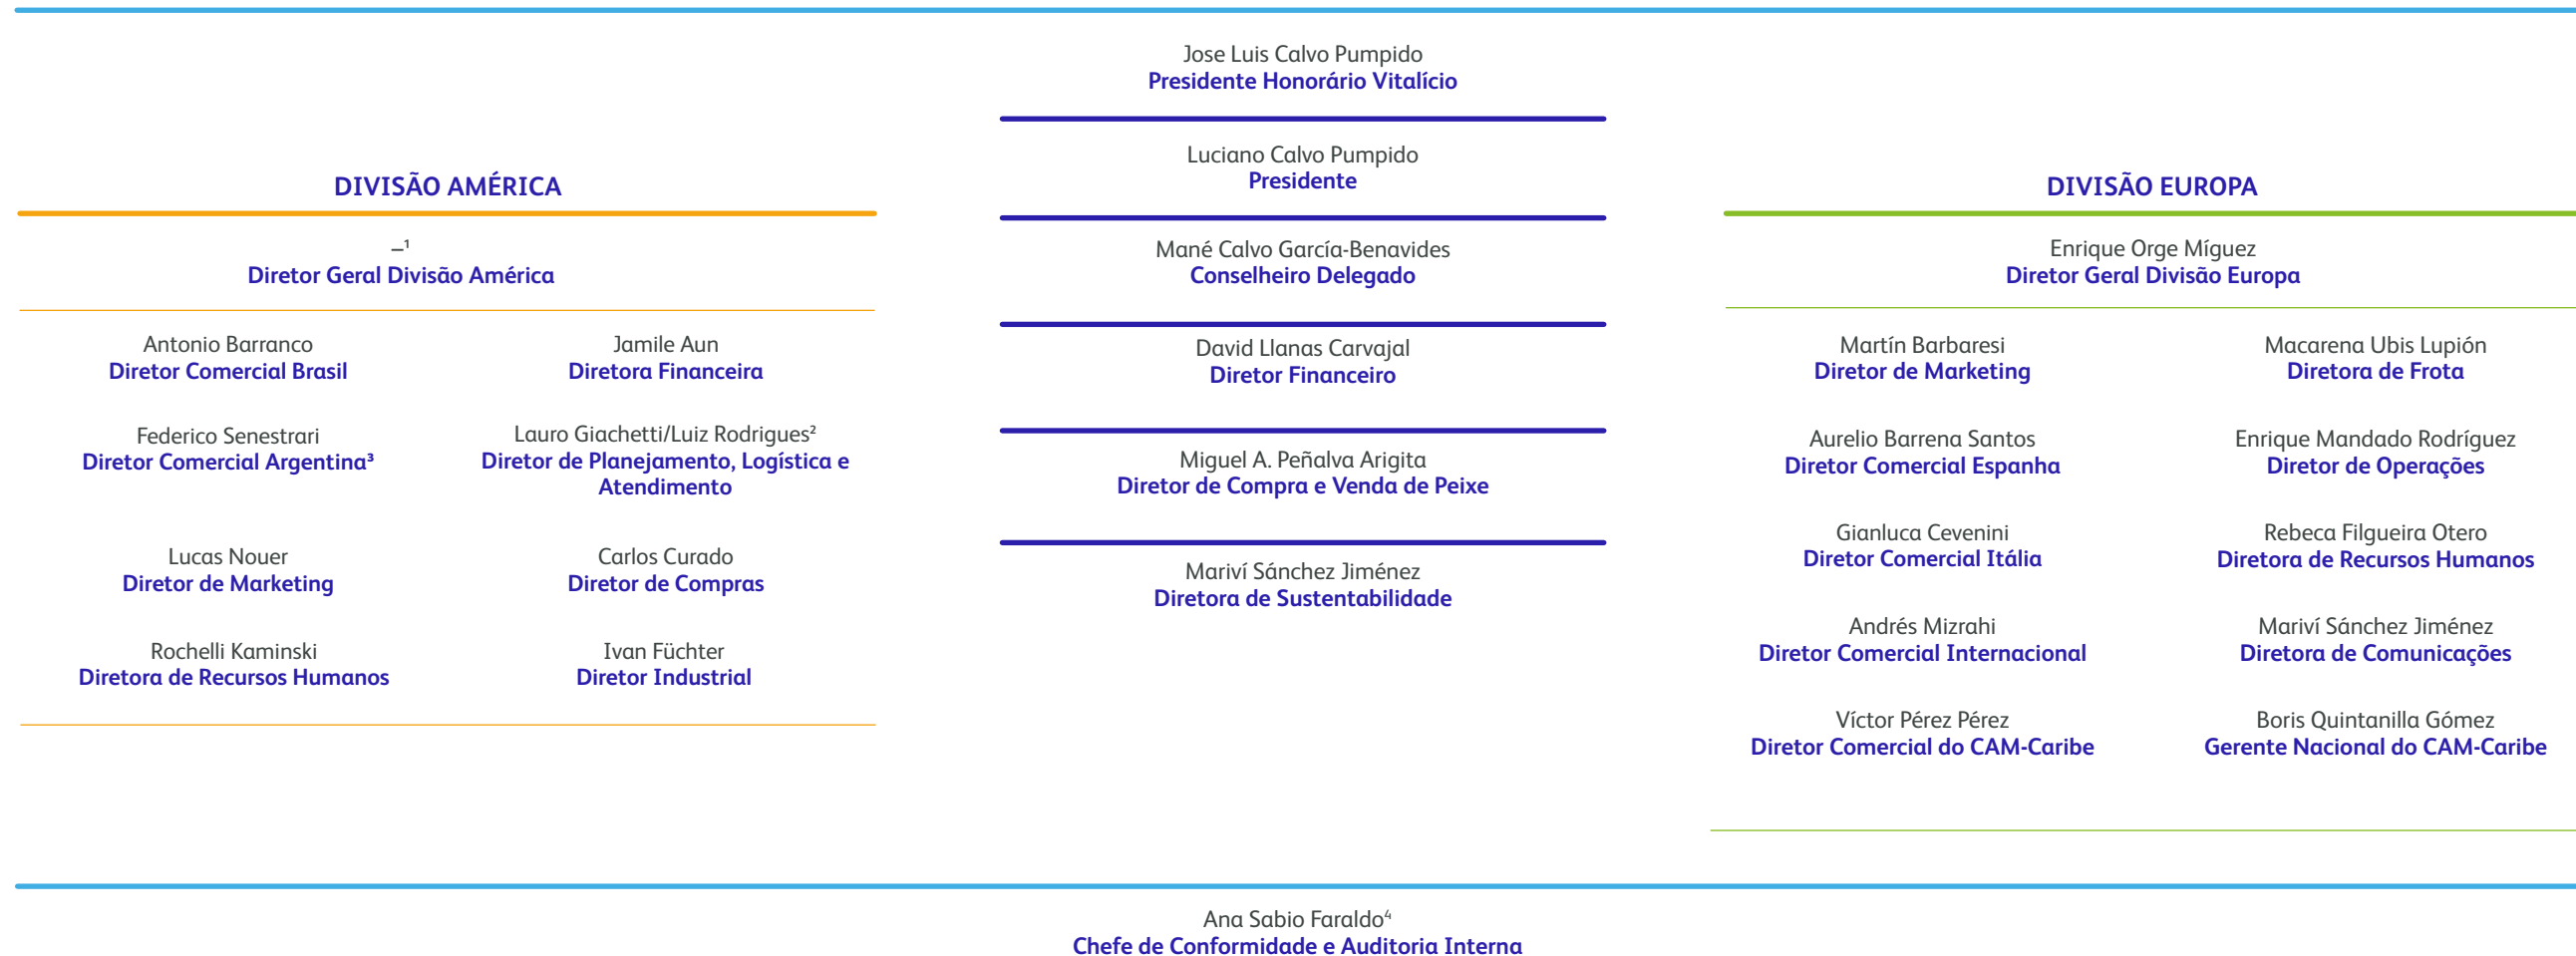 Jose Luis Calvo Pumpido
Presidente Honorário Vitalício
Luciano Calvo Pumpido
Presidente
Mané Calvo García-Benavides
Conselheiro Delegado
David Llanas Carvajal
Diretor Financeiro
Miguel A. Peñalva Arigita
Diretor de Compra e Venda de Peixe
Mariví Sánchez Jiménez
Diretora de Sustentabilidade
DIVISÃO AMÉRICA
–¹
Diretor Geral Divisão América
Antonio Barranco
Diretor Comercial Brasil
Jamile Aun
Diretora Financeira
Federico Senestrari
Diretor Comercial Argentina³
Lauro Giachetti/Luiz Rodrigues²
Diretor de Planejamento, Logística e
Atendimento
Lucas Nouer
Diretor de Marketing
Carlos Curado
Diretor de Compras
Rochelli Kaminski
Diretora de Recursos Humanos
Ivan Füchter
Diretor Industrial
DIVISÃO EUROPA
Enrique Orge Míguez
Diretor Geral Divisão Europa
Martín Barbaresi
Diretor de Marketing
Macarena Ubis Lupión
Diretora de Frota
Aurelio Barrena Santos
Diretor Comercial Espanha
Enrique Mandado Rodríguez
Diretor de Operações
Gianluca Cevenini
Diretor Comercial Itália
Rebeca Filgueira Otero
Diretora de Recursos Humanos
Andrés Mizrahi
Diretor Comercial Internacional
Mariví Sánchez Jiménez
Diretora de Comunicações
Víctor Pérez Pérez
Diretor Comercial do CAM-Caribe
Boris Quintanilla Gómez
Gerente Nacional do CAM-Caribe
Ana Sabio Faraldo⁴
Chefe de Conformidade e Auditoria Interna